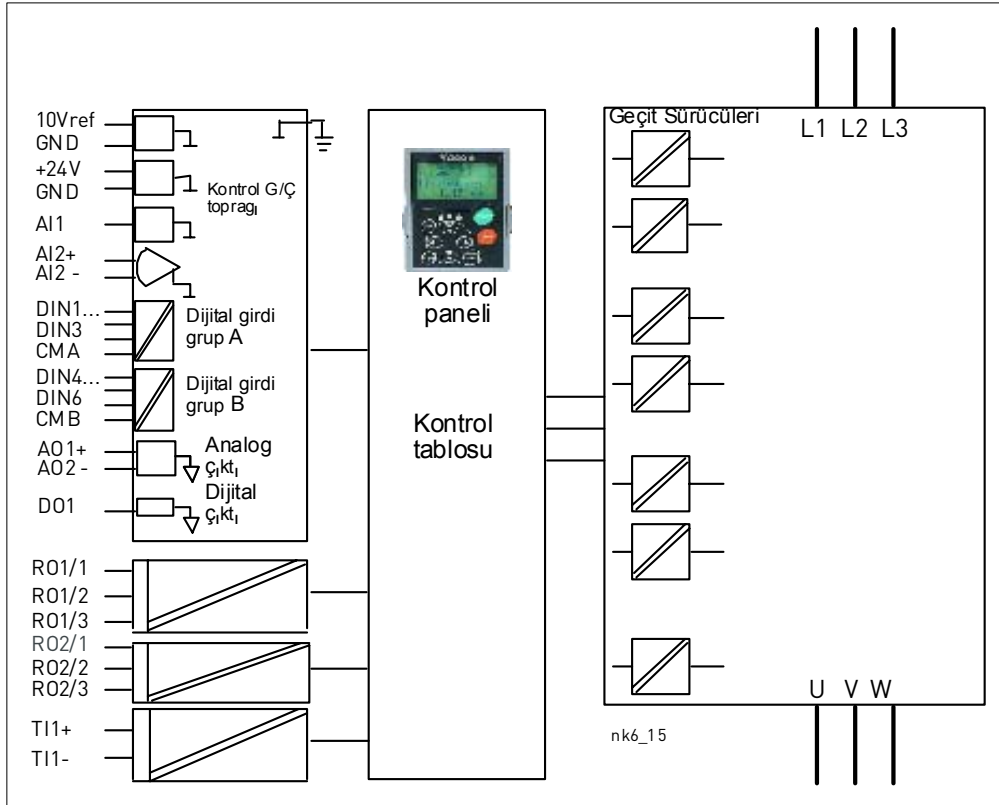 10Vref
GND
+24V
GND
Kontrol G/Ç
toprağı
AI1
AI2+
AI2 -
DIN1...
DIN3
CMA
Dijital girdi
grup A
DIN4...
DIN6
CMB
Dijital girdi
grup B
AO1+
AO2 -
Analog
çıktı
DO1
Dijital
çıktı
RO1/1
RO1/2
RO1/3
RO2/1
RO2/2
RO2/3
TI1+
TI1-
Kontrol
paneli
Kontrol
tablosu
Geçit Sürücüleri
L1 L2 L3
U V W
nk6_15